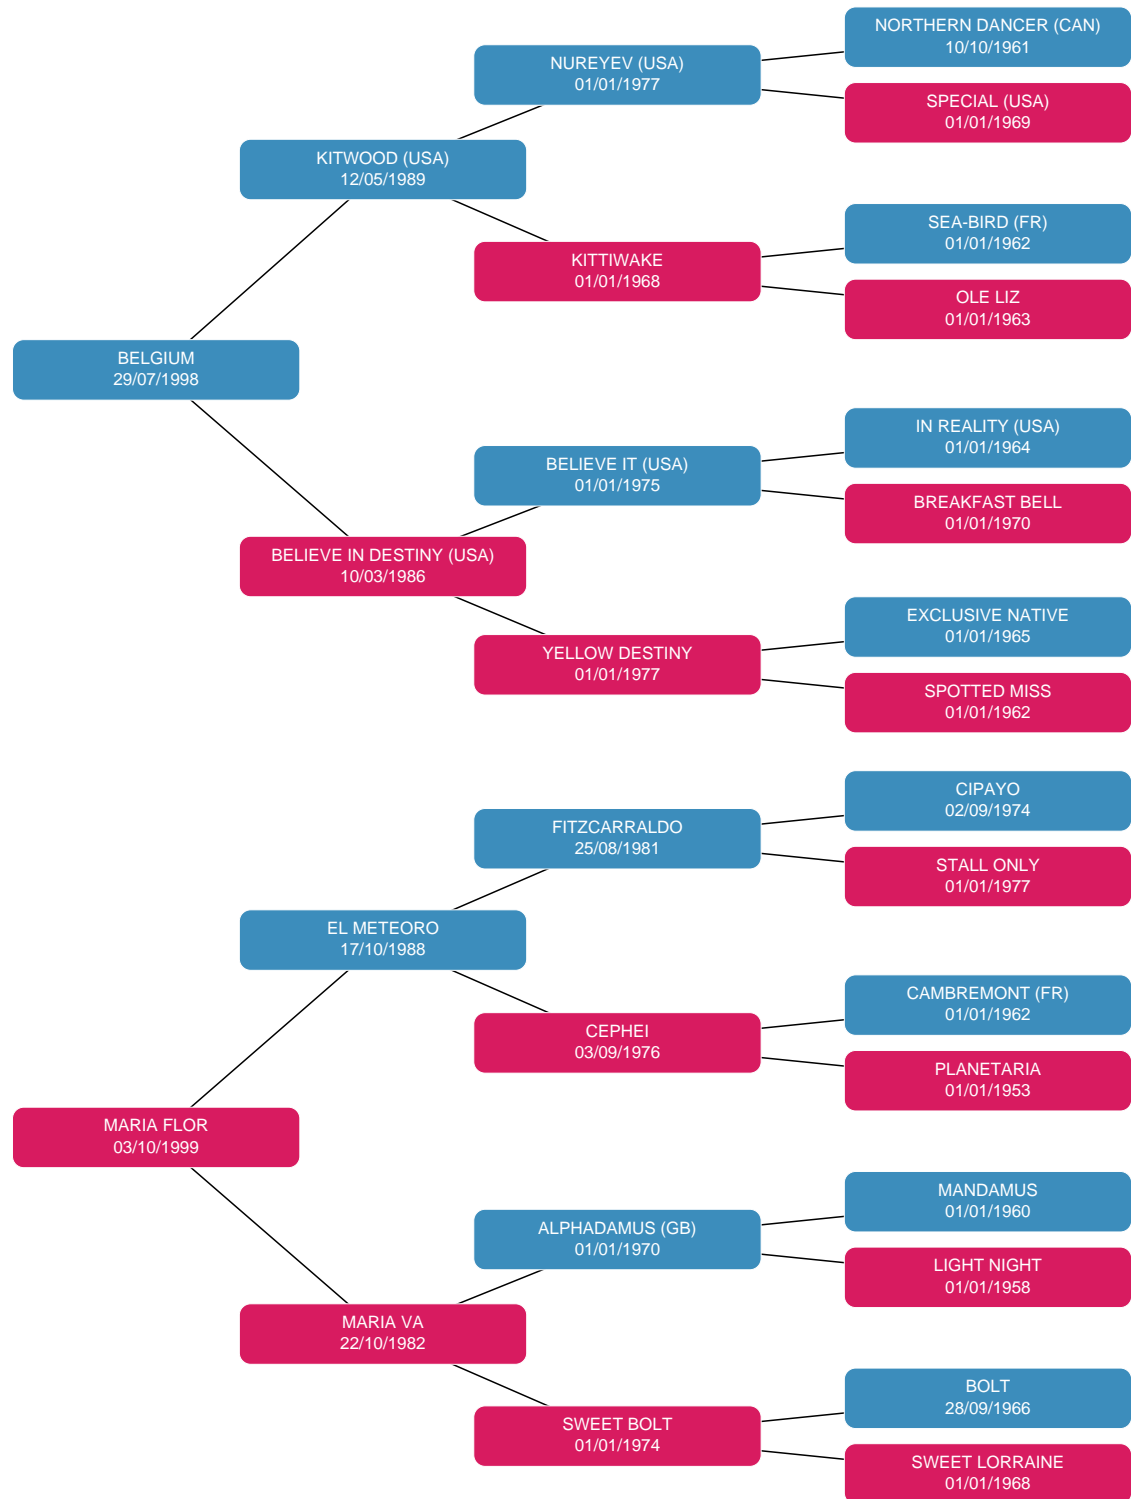 NORTHERN DANCER (CAN)
10/10/1961
NUREYEV (USA)
01/01/1977
SPECIAL (USA)
01/01/1969
KITWOOD (USA)
12/05/1989
SEA-BIRD (FR)
01/01/1962
KITTIWAKE
01/01/1968
OLE LIZ
01/01/1963
BELGIUM
29/07/1998
IN REALITY (USA)
01/01/1964
BELIEVE IT (USA)
01/01/1975
BREAKFAST BELL
01/01/1970
BELIEVE IN DESTINY (USA)
10/03/1986
EXCLUSIVE NATIVE
01/01/1965
YELLOW DESTINY
01/01/1977
SPOTTED MISS
01/01/1962
CIPAYO
02/09/1974
FITZCARRALDO
25/08/1981
STALL ONLY
01/01/1977
EL METEORO
17/10/1988
CAMBREMONT (FR)
01/01/1962
CEPHEI
03/09/1976
PLANETARIA
01/01/1953
MARIA FLOR
03/10/1999
MANDAMUS
01/01/1960
ALPHADAMUS (GB)
01/01/1970
LIGHT NIGHT
01/01/1958
MARIA VA
22/10/1982
BOLT
28/09/1966
SWEET BOLT
01/01/1974
SWEET LORRAINE
01/01/1968